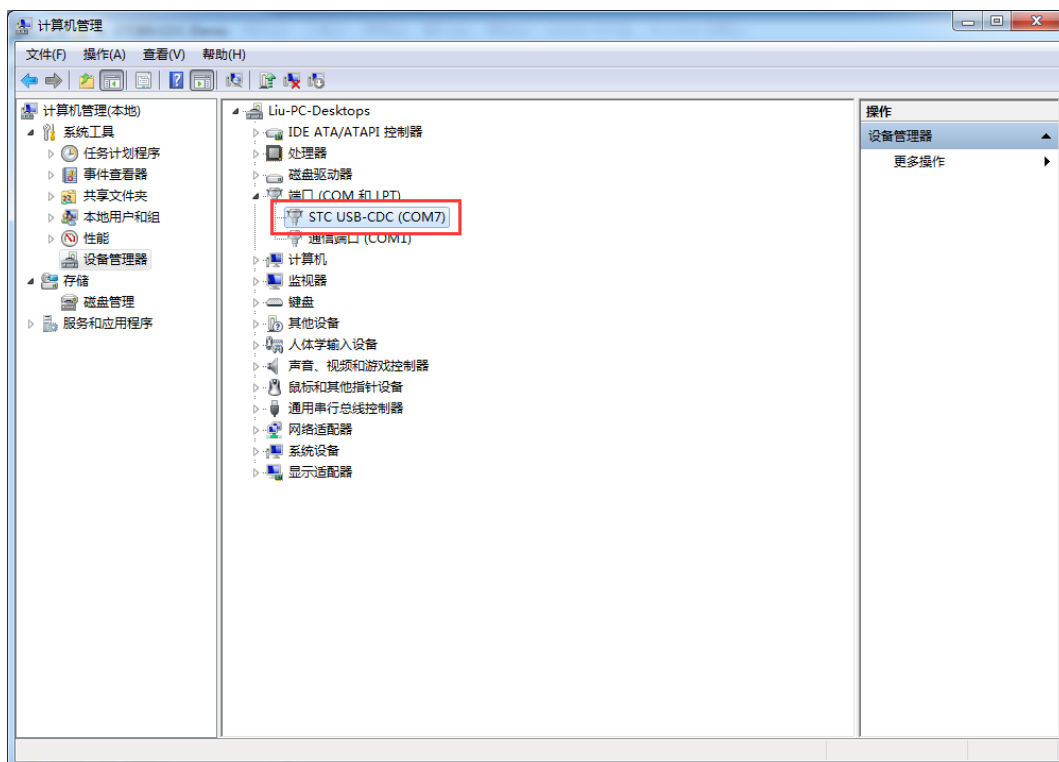 计算机管理
文件(F) 操作(A) 查看(V) 帮助(H)
计算机管理(本地)
系统工具
任务计划程序
事件查看器
共享文件夹
本地用户和组
性能
设备管理器
存储
磁盘管理
服务和应用程序
Liu-PC-Desktops
IDE ATA/ATAPI 控制器
处理器
磁盘驱动器
端口 (COM 和 LPT)
STC USB-CDC (COM7)
通信端口 (COM1)
计算机
监视器
键盘
其他设备
人体学输入设备
声音、视频和游戏控制器
鼠标和其他指针设备
通用串行总线控制器
网络适配器
系统设备
显示适配器
操作
设备管理器
更多操作